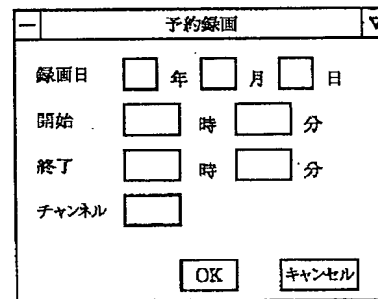 予約録画
録画日 年 月 日
開始 時 分
終了 時 分
チャンネル
OK キャンセル